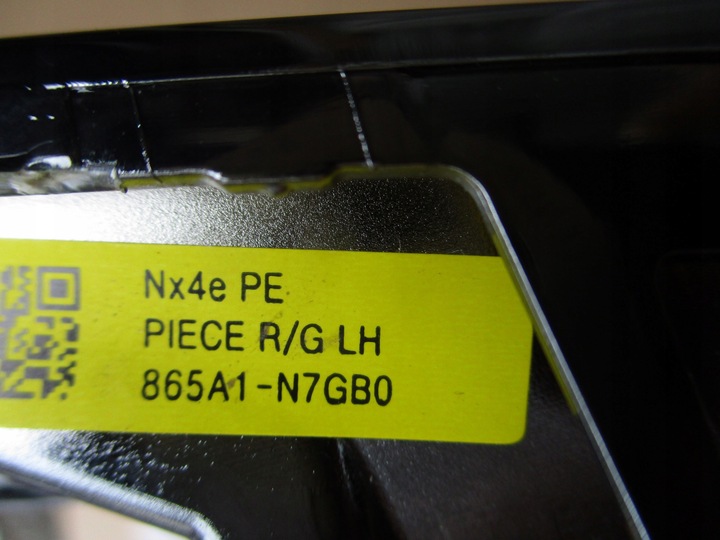 Nx4e PE
PIECE R/G LH
865A1-N7GB0